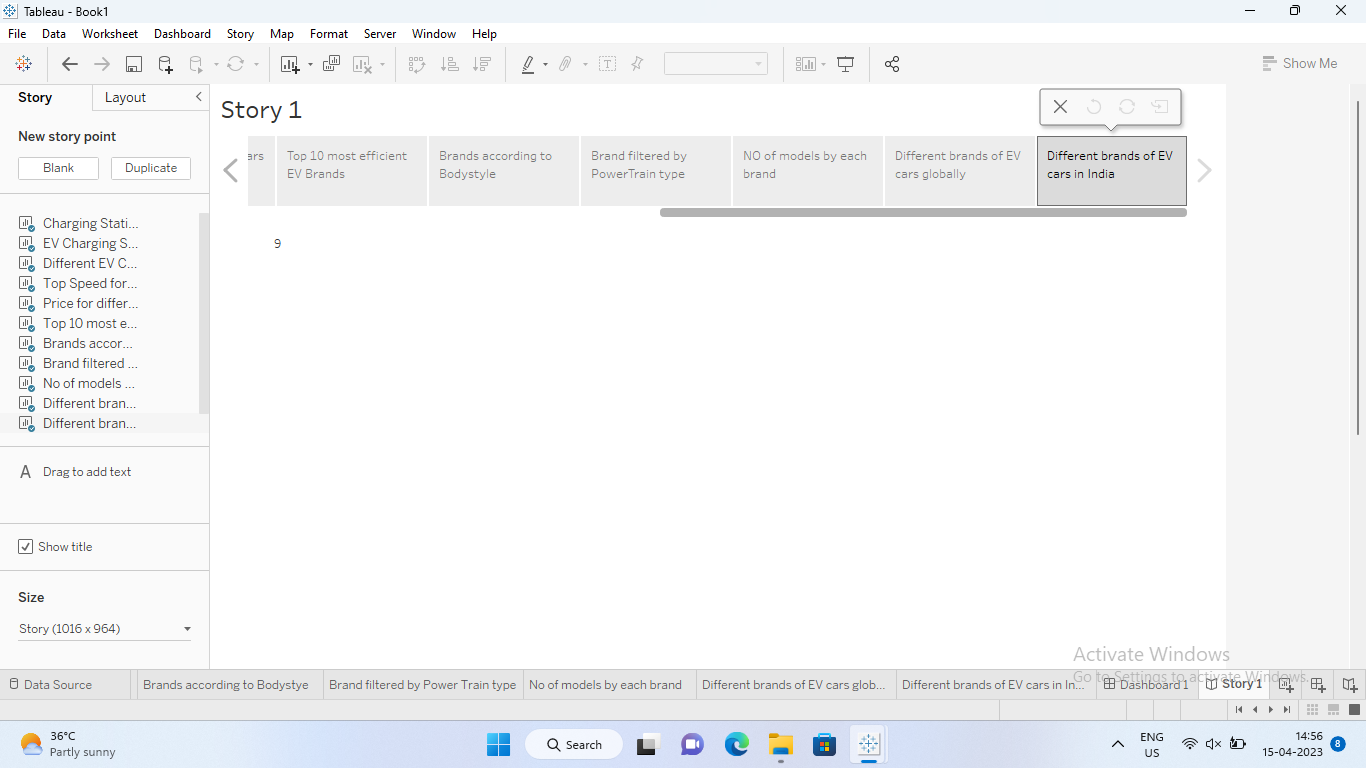 Tableau - Book1
File Data Worksheet Dashboard Story Map Format Server Window Help
Show Me
Story Layout
New story point
Blank Duplicate
Charging Stati...
EV Charging S...
Different EV C...
Top Speed for...
Price for differ...
Top 10 most e...
Brands accor...
Brand filtered ...
No of models ...
Different bran...
Different bran...
A Drag to add text
Show title
Size
Story (1016 x 964)
Story 1
ars
Top 10 most efficient
EV Brands
Brands according to
Bodystyle
Brand filtered by
PowerTrain type
NO of models by each
brand
Different brands of EV
cars globally
Different brands of EV
cars in India
9
Activate Windows
Go to Settings to activate Windows.
Data Source Brands according to Bodystye Brand filtered by Power Train type No of models by each brand Different brands of EV cars glob... Different brands of EV cars in In... Dashboard 1 Story 1
36°C
Partly sunny
Search
ENG
US
14:56
15-04-2023
8